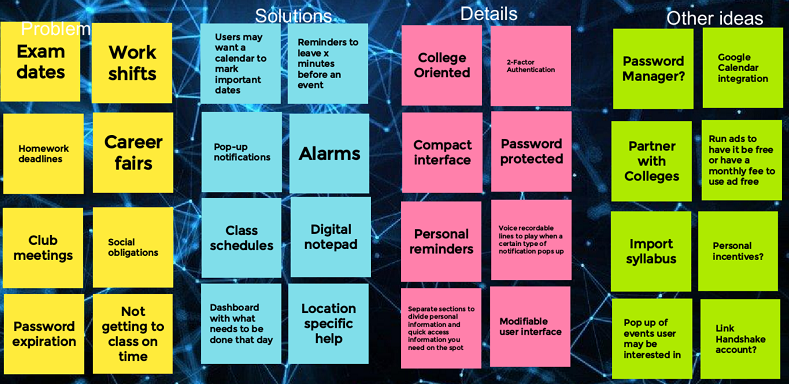 Problem
Exam
dates
Work
shifts
Homework
deadlines
Career
fairs
Club
meetings
Social
obligations
Password
expiration
Not
getting to
class on
time
Solutions
Users may
want a
calendar to
mark
important
dates
Reminders to
leave x
minutes
before an
event
Pop-up
notifications
Alarms
Class
schedules
Digital
notepad
Dashboard
with what
needs to be
done that day
Location
specific
help
Details
College
Oriented
2-Factor
Authentication
Compact
interface
Password
protected
Personal
reminders
Voice recordable
lines to play when a
certain type of
notification pops up
Separate sections to
divide personal
information and
quick access
information you
need on the spot
Modifiable
user interface
Other ideas
Password
Manager?
Google
Calendar
integration
Partner
with
Colleges
Run ads to
have it be free
or have a
monthly fee to
use ad free
Import
syllabus
Personal
incentives?
Pop up of
events user
may be
interested in
Link
Handshake
account?